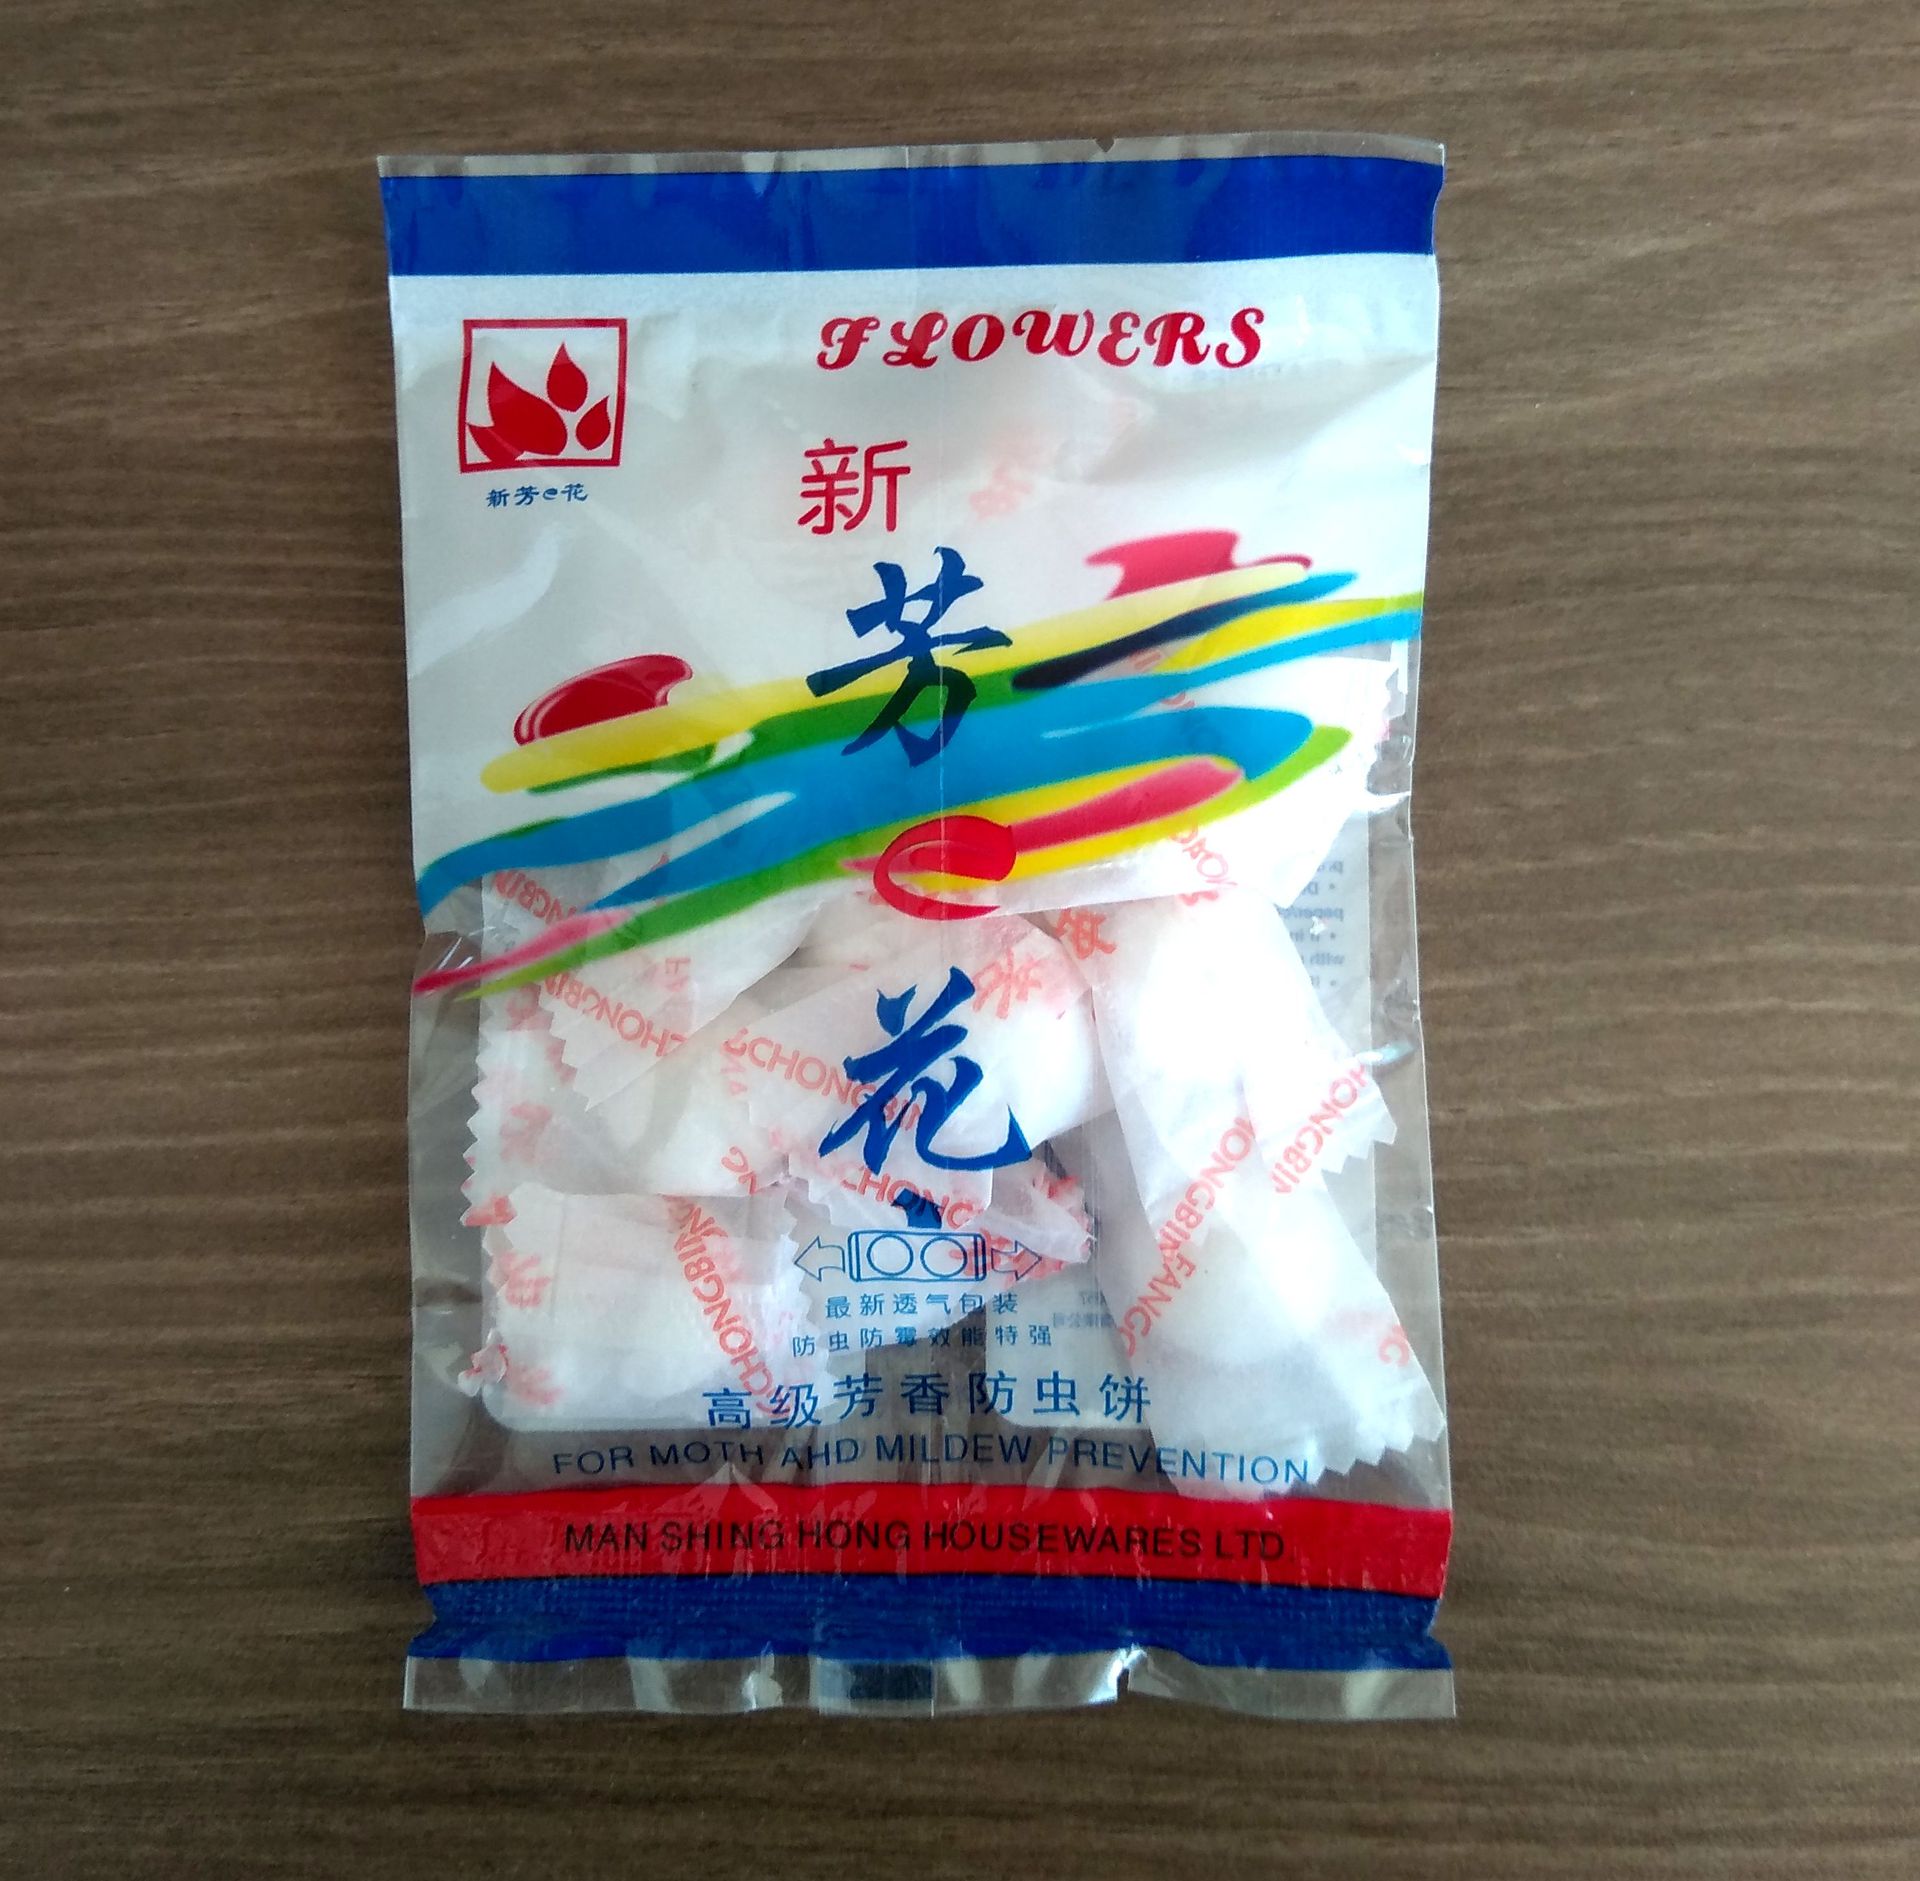 FLOWERS
新芳e花
新
芳
e
花
最新透气包装
防虫防霉效能特强
高级芳香防虫饼
FOR MOTH AHD MILDEW PREVENTION
MAN SHING HONG HOUSEWARES LTD.